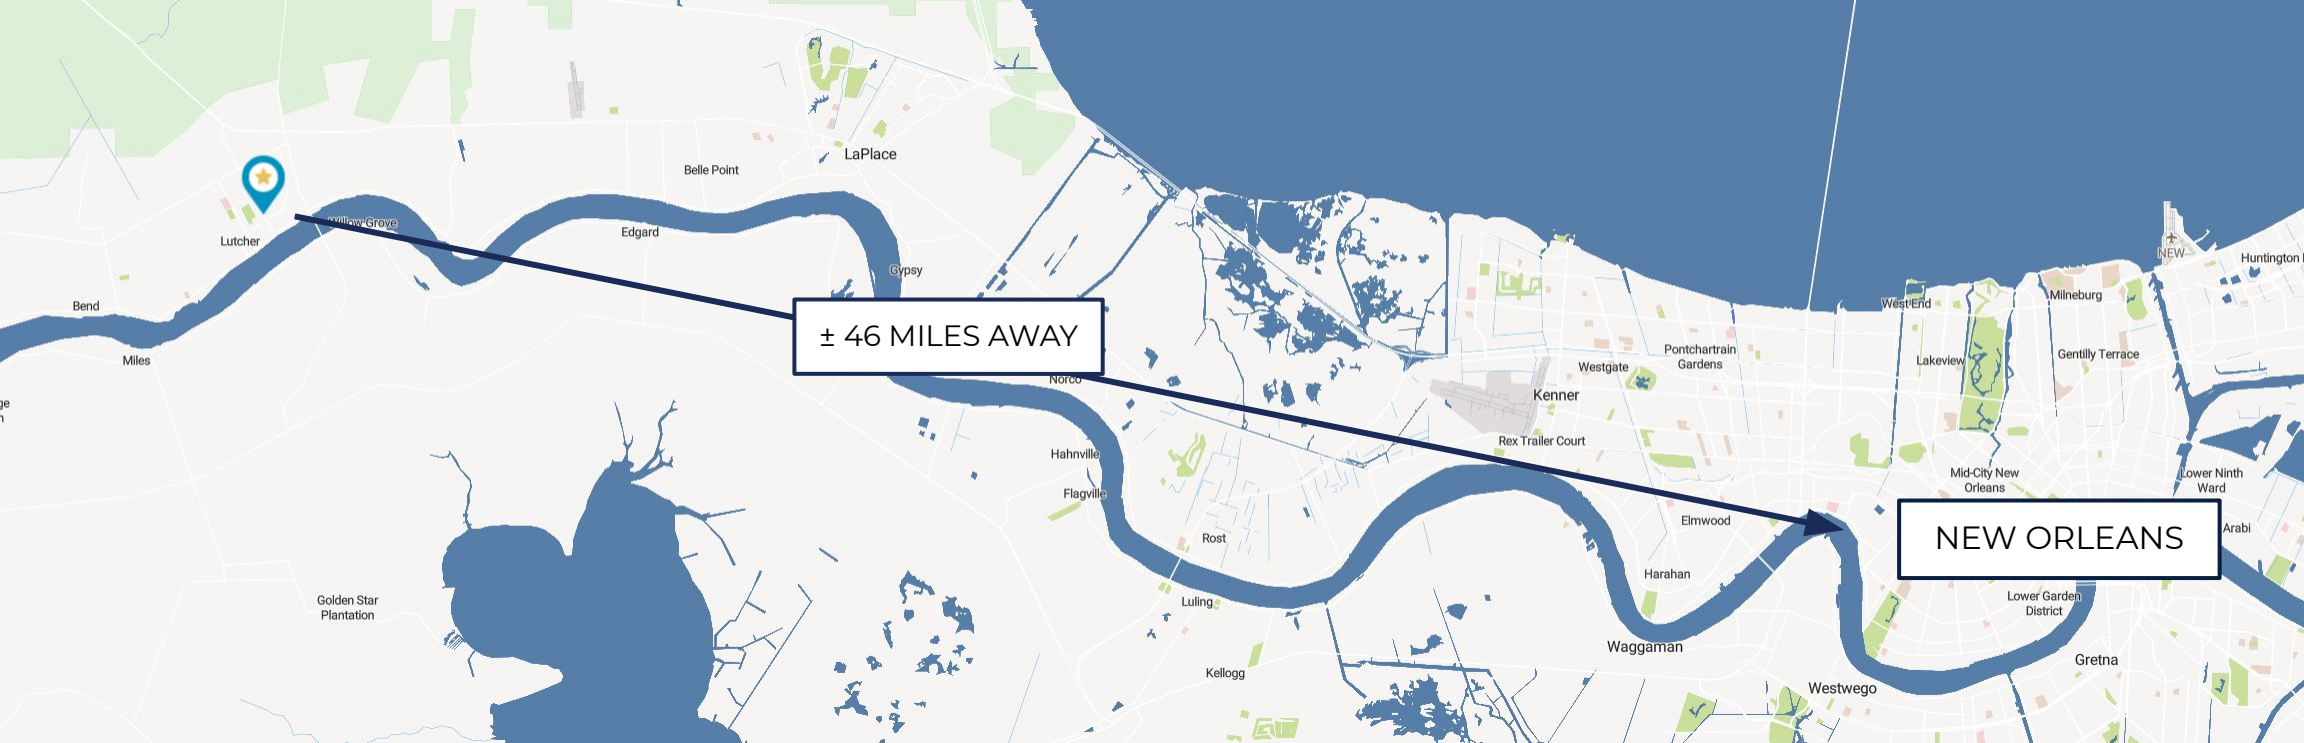 LaPlace
Belle Point
Willow Grove
Edgard
Lutcher
Gypsy
Bend
Miles
± 46 MILES AWAY
Norco
Hahnville
Flagville
Rost
Luling
Kellogg
Golden Star
Plantation
NEW
Huntington
Milneburg
West End
Pontchartrain
Gardens
Westgate
Lakeview
Gentilly Terrace
Kenner
Rex Trailer Court
Mid-City New
Orleans
Lower Ninth
Ward
Elmwood
NEW ORLEANS
Arabi
Harahan
Lower Garden
District
Waggaman
Gretna
Westwego